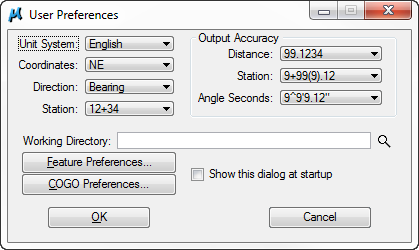 User Preferences
Unit System: English
Coordinates: NE
Direction: Bearing
Station: 12+34
Output Accuracy
Distance: 99.1234
Station: 9+99(9).12
Angle Seconds: 9^9'9.12"
Working Directory:
Feature Preferences...
COGO Preferences...
Show this dialog at startup
OK
Cancel